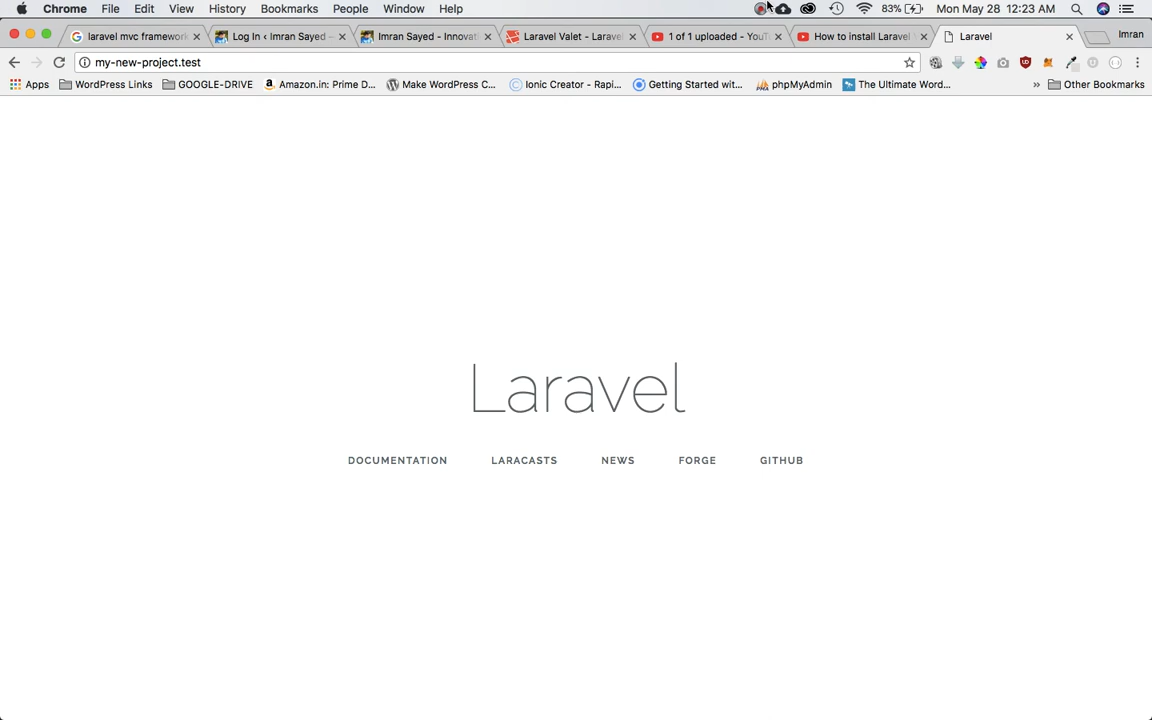 Chrome File Edit View History Bookmarks People Window Help 83% Mon May 28 12:23 AM
laravel mvc framework Log In ‹ Imran Sayed — Imran Sayed - Innovat Laravel Valet - Larave 1 of 1 uploaded - YouTu How to install Laravel Laravel Imran
my-new-project.test
Apps WordPress Links GOOGLE-DRIVE Amazon.in: Prime D... Make WordPress C... Ionic Creator - Rapi... Getting Started wit... phpMyAdmin The Ultimate Word... » Other Bookmarks
Laravel
DOCUMENTATION LARACASTS NEWS FORGE GITHUB